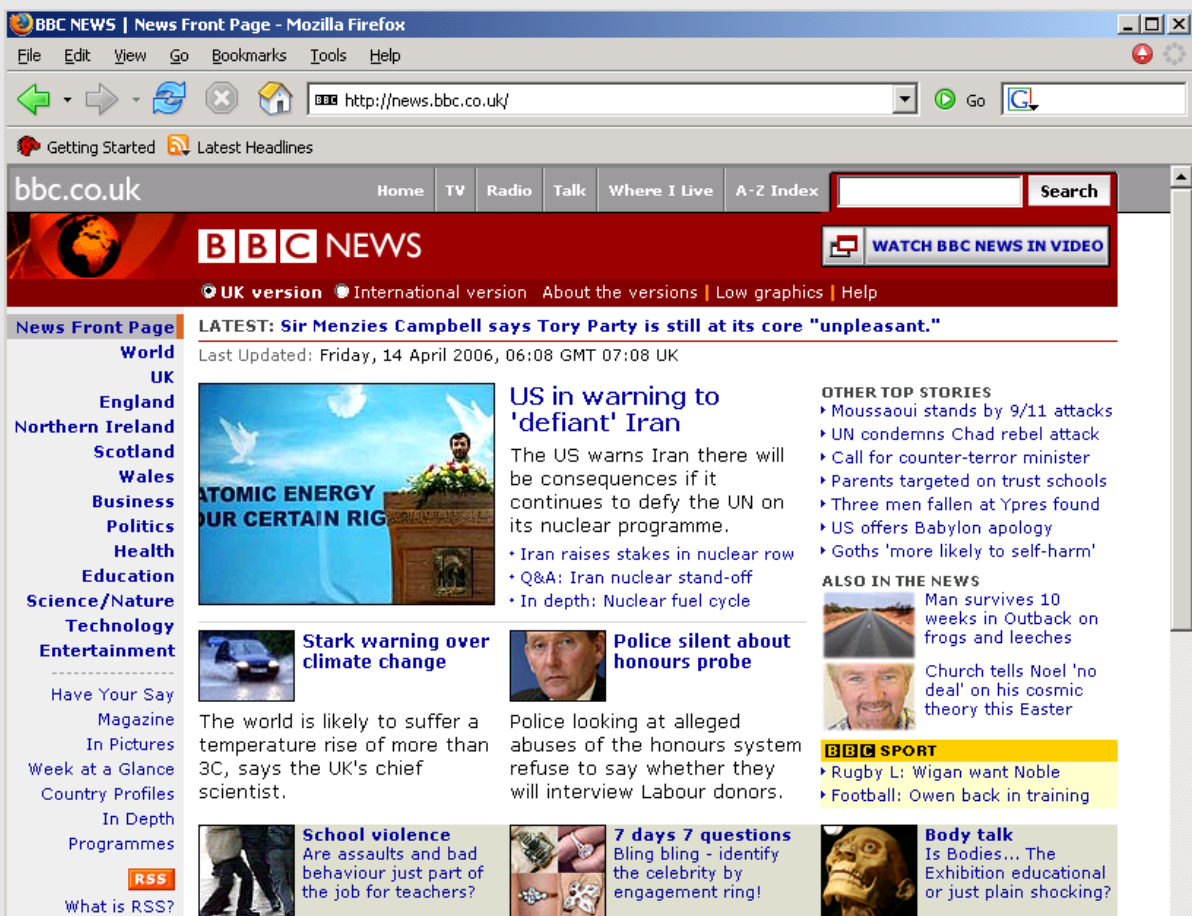 BBC NEWS | News Front Page - Mozilla Firefox
File Edit View Go Bookmarks Tools Help
BBC http://news.bbc.co.uk/ Go G
Getting Started Latest Headlines
bbc.co.uk Home TV Radio Talk Where I Live A-Z Index Search
BBC NEWS
WATCH BBC NEWS IN VIDEO
UK version International version About the versions | Low graphics | Help
News Front Page
World
UK
England
Northern Ireland
Scotland
Wales
Business
Politics
Health
Education
Science/Nature
Technology
Entertainment
Have Your Say
Magazine
In Pictures
Week at a Glance
Country Profiles
In Depth
Programmes
RSS
What is RSS?
LATEST: Sir Menzies Campbell says Tory Party is still at its core "unpleasant."
Last Updated: Friday, 14 April 2006, 06:08 GMT 07:08 UK
ATOMIC ENERGY
OUR CERTAIN RIG
US in warning to
'defiant' Iran
The US warns Iran there will
be consequences if it
continues to defy the UN on
its nuclear programme.
Iran raises stakes in nuclear row
Q&A: Iran nuclear stand-off
In depth: Nuclear fuel cycle
Stark warning over
climate change
The world is likely to suffer a
temperature rise of more than
3C, says the UK's chief
scientist.
Police silent about
honours probe
Police looking at alleged
abuses of the honours system
refuse to say whether they
will interview Labour donors.
OTHER TOP STORIES
Moussaoui stands by 9/11 attacks
UN condemns Chad rebel attack
Call for counter-terror minister
Parents targeted on trust schools
Three men fallen at Ypres found
US offers Babylon apology
Goths 'more likely to self-harm'
ALSO IN THE NEWS
Man survives 10
weeks in Outback on
frogs and leeches
Church tells Noel 'no
deal' on his cosmic
theory this Easter
BBC SPORT
Rugby L: Wigan want Noble
Football: Owen back in training
School violence
Are assaults and bad
behaviour just part of
the job for teachers?
7 days 7 questions
Bling bling - identify
the celebrity by
engagement ring!
Body talk
Is Bodies... The
Exhibition educational
or just plain shocking?